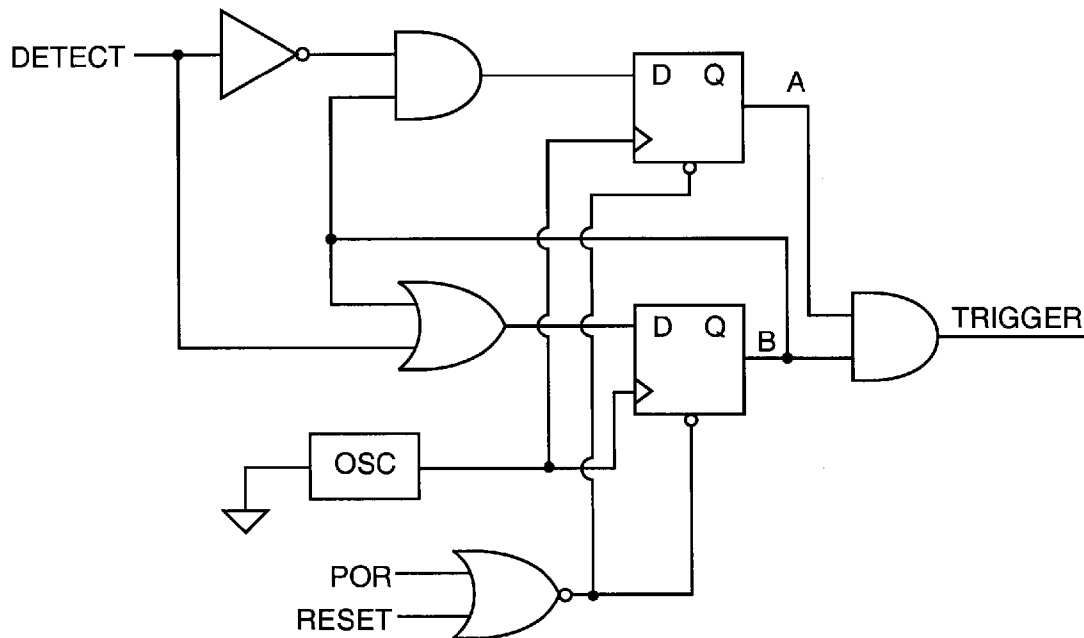 DETECT
D Q
A
D Q
B
TRIGGER
OSC
POR
RESET